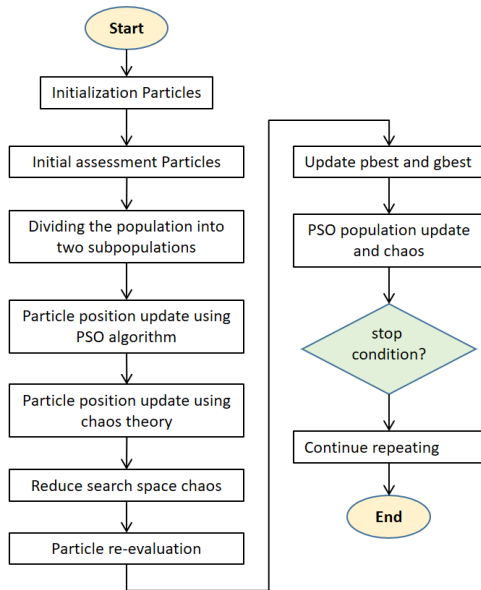 Start
Initialization Particles
Initial assessment Particles
Dividing the population into
two subpopulations
Particle position update using
PSO algorithm
Particle position update using
chaos theory
Reduce search space chaos
Particle re-evaluation
Update pbest and gbest
PSO population update
and chaos
stop
condition?
Continue repeating
End